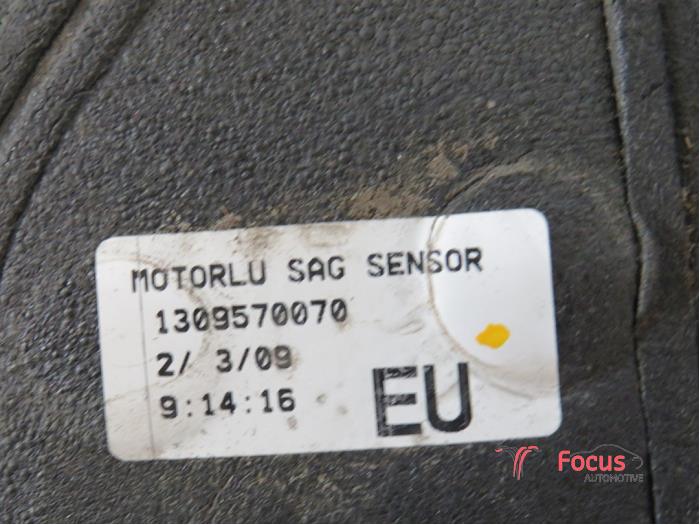 MOTORLU SAG SENSOR
1309570070
2/ 3/09
9:14:16
EU
Focus
AUTOMOTIVE